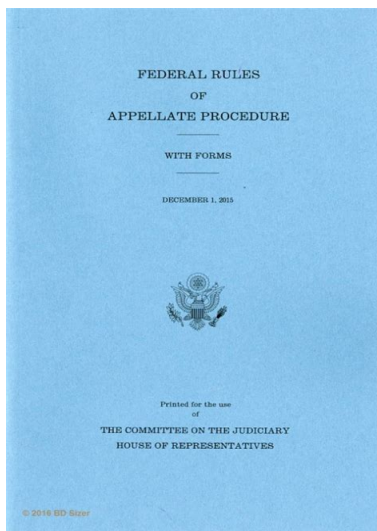 FEDERAL RULES
OF
APPELLATE PROCEDURE
WITH FORMS
DECEMBER 1, 2015
Printed for the use
of
THE COMMITTEE ON THE JUDICIARY
HOUSE OF REPRESENTATIVES
© 2016 BD Sizer